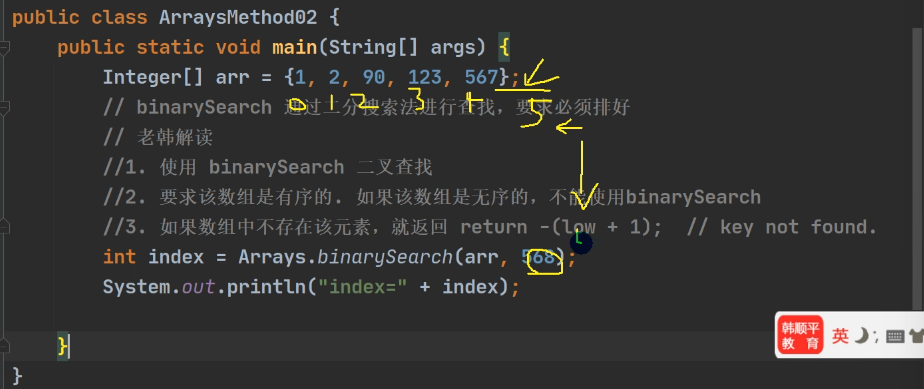 public class ArraysMethod02 {
public static void main(String[] args) {
Integer[] arr = {1, 2, 90, 123, 567};
0 1 2 3 4 5
// binarySearch 通过二分搜索法进行查找，要求必须排好
// 老韩解读
//1. 使用 binarySearch 二叉查找
//2. 要求该数组是有序的. 如果该数组是无序的，不能使用binarySearch
//3. 如果数组中不存在该元素，就返回 return -(low + 1);  // key not found.
int index = Arrays.binarySearch(arr, 568);
System.out.println("index=" + index);
韩顺平
教 育
英
}
}